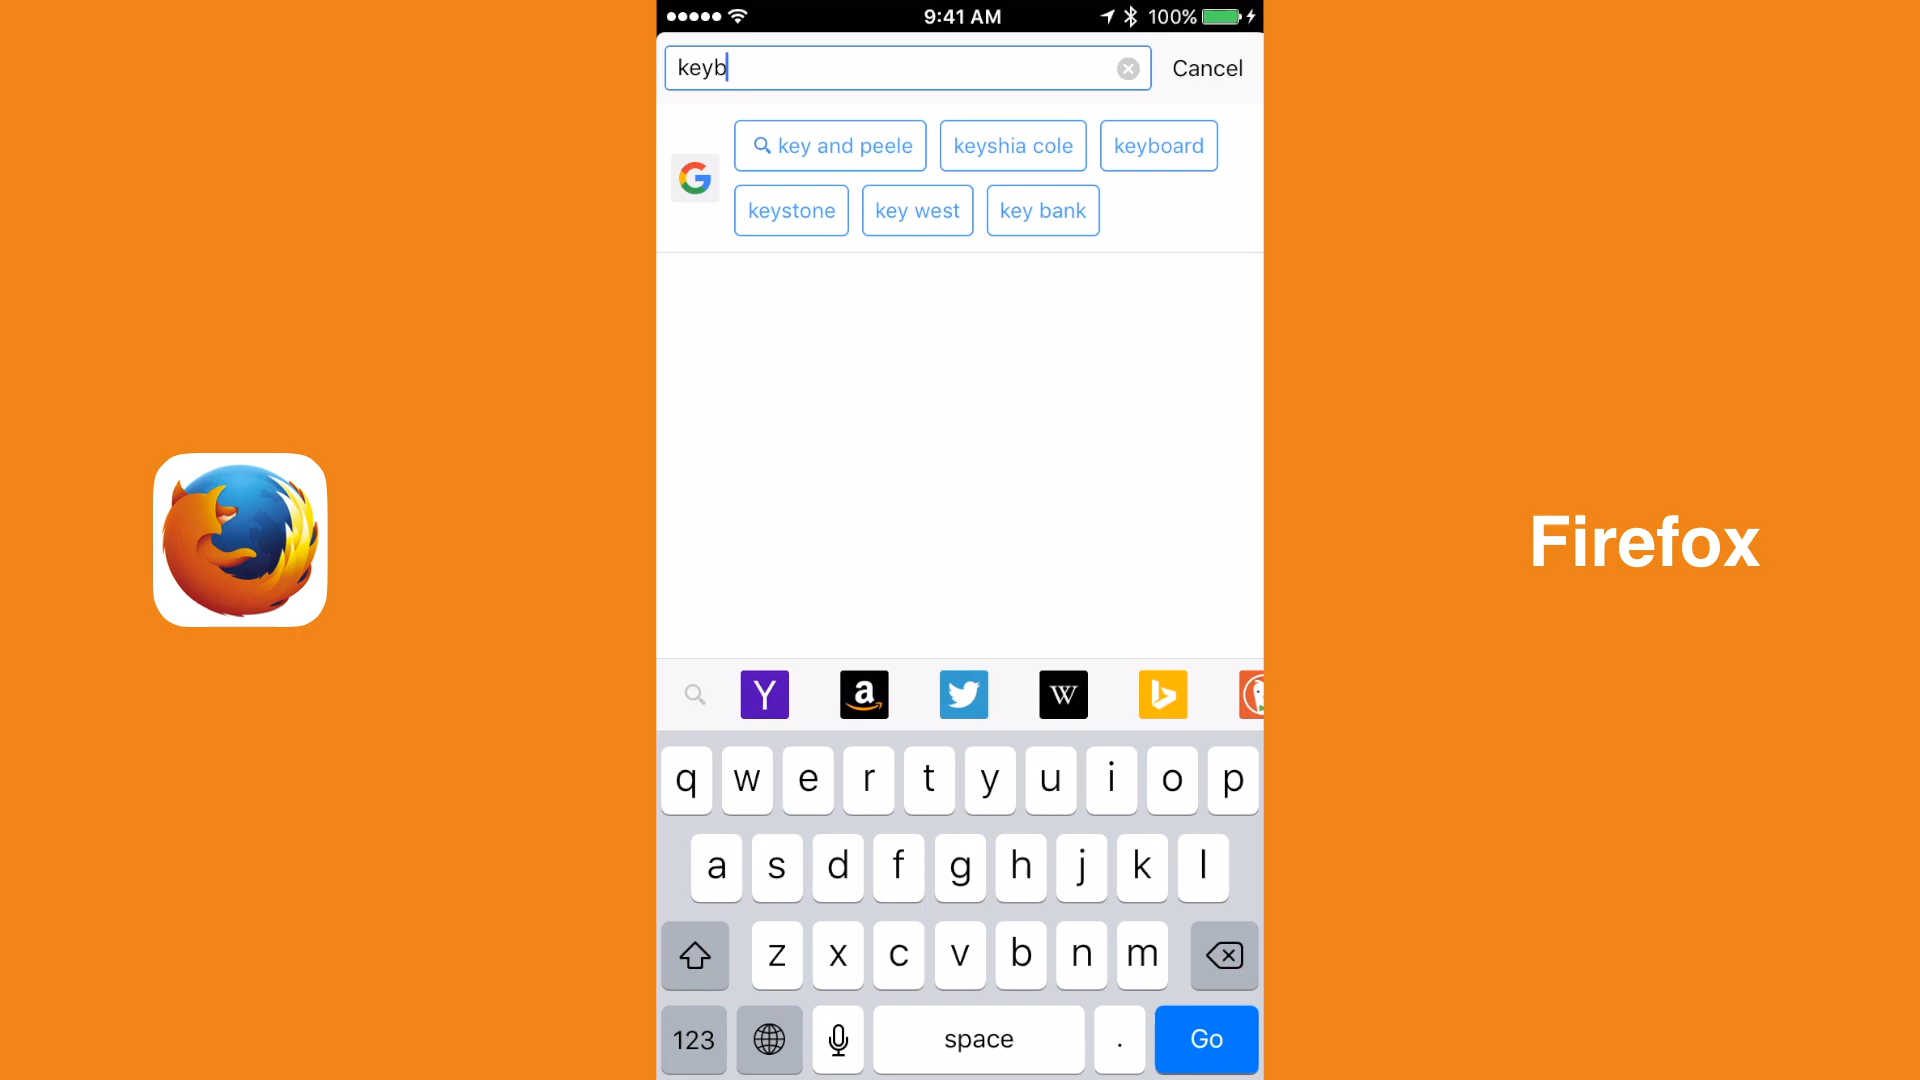 9:41 AM 100%
keyb Cancel
key and peele keyshia cole keyboard
keystone key west key bank
Firefox
q w e r t y u i o p
a s d f g h j k l
z x c v b n m
123 space . Go